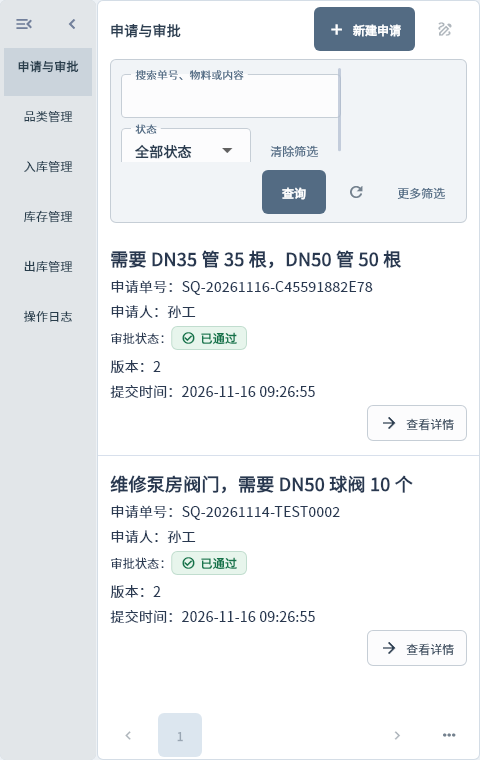 申请与审批
新建申请
申请与审批
品类管理
入库管理
库存管理
出库管理
操作日志
搜索单号、物料或内容
状态
全部状态
清除筛选
查询
更多筛选
需要 DN35 管 35 根，DN50 管 50 根
申请单号：SQ-20261116-C45591882E78
申请人：孙工
审批状态： 已通过
版本：2
提交时间：2026-11-16 09:26:55
查看详情
维修泵房阀门，需要 DN50 球阀 10 个
申请单号：SQ-20261114-TEST0002
申请人：孙工
审批状态： 已通过
版本：2
提交时间：2026-11-16 09:26:55
查看详情
1